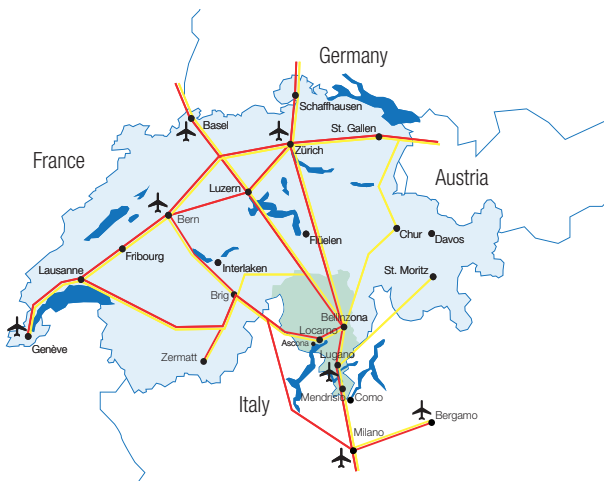 Germany
Schaffhausen
Basel
St. Gallen
Zürich
France
Austria
Luzern
Bern
Chur
Davos
Flüelen
Fribourg
Interlaken
Lausanne
St. Moritz
Brig
Bellinzona
Locarno
Ascona
Genève
Zermatt
Lugano
Mendrisio
Como
Italy
Bergamo
Milano